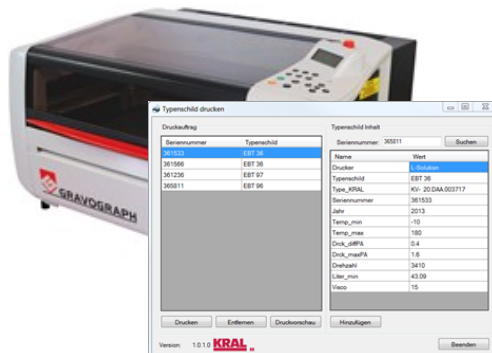 GRAVOGRAPH
Typenschild drucken
Druckauftrag
Seriennummer Typenschild
361533 EBT 36
361566 EBT 36
361236 EBT 97
365811 EBT 96
Drucken Entfernen Druckvorschau
Version: 1.0.1.0 KRAL
Typenschild Inhalt
Seriennummer: 365811 Suchen
Name Wert
Drucker L-Solution
Typenschild EBT 36
Type_KRAL KV- 20.DAA.003717
Seriennummer 361533
Jahr 2013
Temp_min -10
Temp_max 180
Drck_diffPA 0.4
Drck_maxPA 1.6
Drehzahl 3410
Liter_min 43.09
Visco 15
Hinzufügen
Beenden